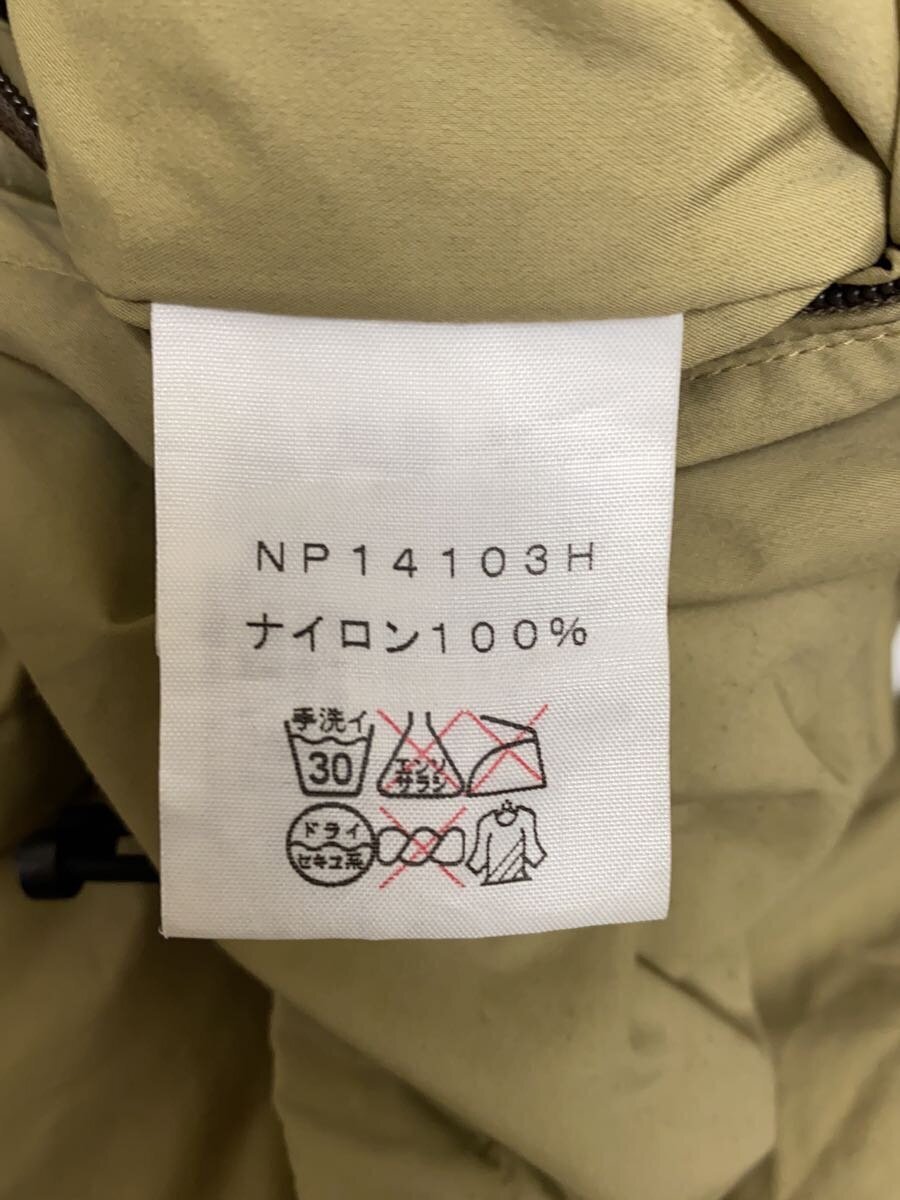 NP14103H
ナイロン100%
手洗イ
30
エンソ
サラシ
ドライ
セキユ系